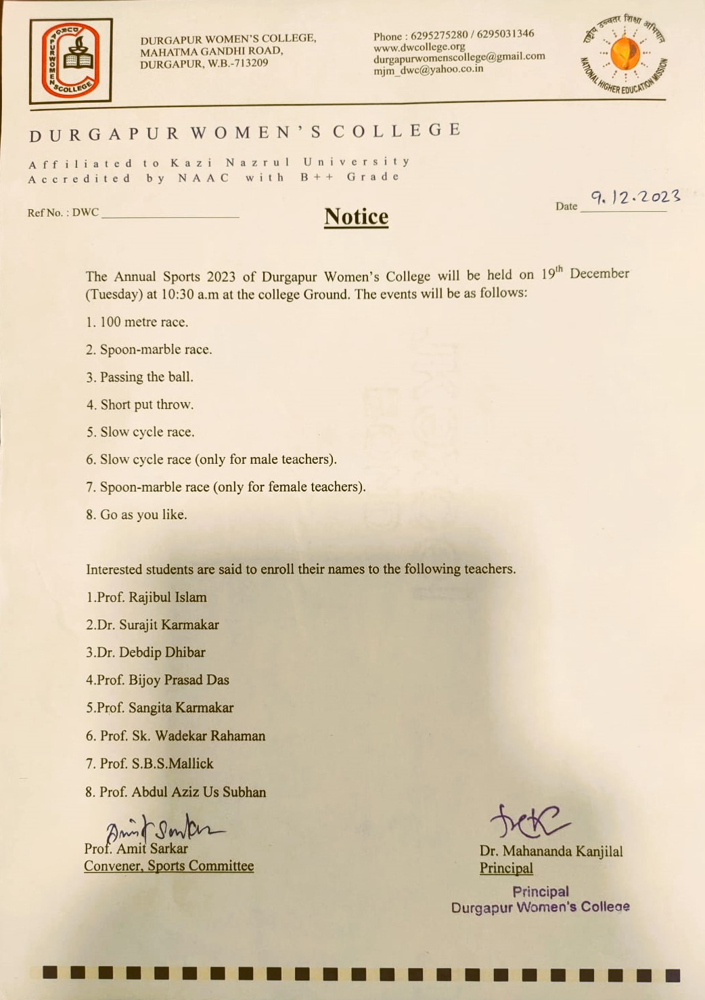 DURGAPUR WOMEN'S COLLEGE
DURGAPUR WOMEN'S COLLEGE,
MAHATMA GANDHI ROAD,
DURGAPUR, W.B.-713209
Phone : 6295275280 / 6295031346
www.dwcollege.org
durgapurwomenscollege@gmail.com
mjm_dwc@yahoo.co.in
राष्ट्रीय उच्चतर शिक्षा अभियान
NATIONAL HIGHER EDUCATION MISSION
DURGAPUR WOMEN'S COLLEGE
Affiliated to Kazi Nazrul University
Accredited by NAAC with B++ Grade
Ref No. : DWC
Date 9.12.2023
Notice
The Annual Sports 2023 of Durgapur Women's College will be held on 19th December
(Tuesday) at 10:30 a.m at the college Ground. The events will be as follows:
1. 100 metre race.
2. Spoon-marble race.
3. Passing the ball.
4. Short put throw.
5. Slow cycle race.
6. Slow cycle race (only for male teachers).
7. Spoon-marble race (only for female teachers).
8. Go as you like.
Interested students are said to enroll their names to the following teachers.
1.Prof. Rajibul Islam
2.Dr. Surajit Karmakar
3.Dr. Debdip Dhibar
4.Prof. Bijoy Prasad Das
5.Prof. Sangita Karmakar
6. Prof. Sk. Wadekar Rahaman
7. Prof. S.B.S.Mallick
8. Prof. Abdul Aziz Us Subhan
Amit Sarkar
Prof. Amit Sarkar
Convener, Sports Committee
Dr. Mahananda Kanjilal
Principal
Principal
Durgapur Women's College